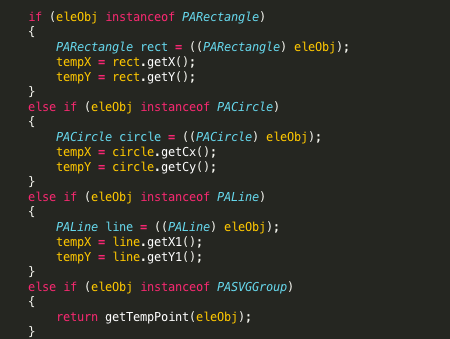 if (eleObj instanceof PARectangle)
{
    PARectangle rect = ((PARectangle) eleObj);
    tempX = rect.getX();
    tempY = rect.getY();
}
else if (eleObj instanceof PACircle)
{
    PACircle circle = ((PACircle) eleObj);
    tempX = circle.getCx();
    tempY = circle.getCy();
}
else if (eleObj instanceof PALine)
{
    PALine line = ((PALine) eleObj);
    tempX = line.getX1();
    tempY = line.getY1();
}
else if (eleObj instanceof PASVGGroup)
{
    return getTempPoint(eleObj);
}